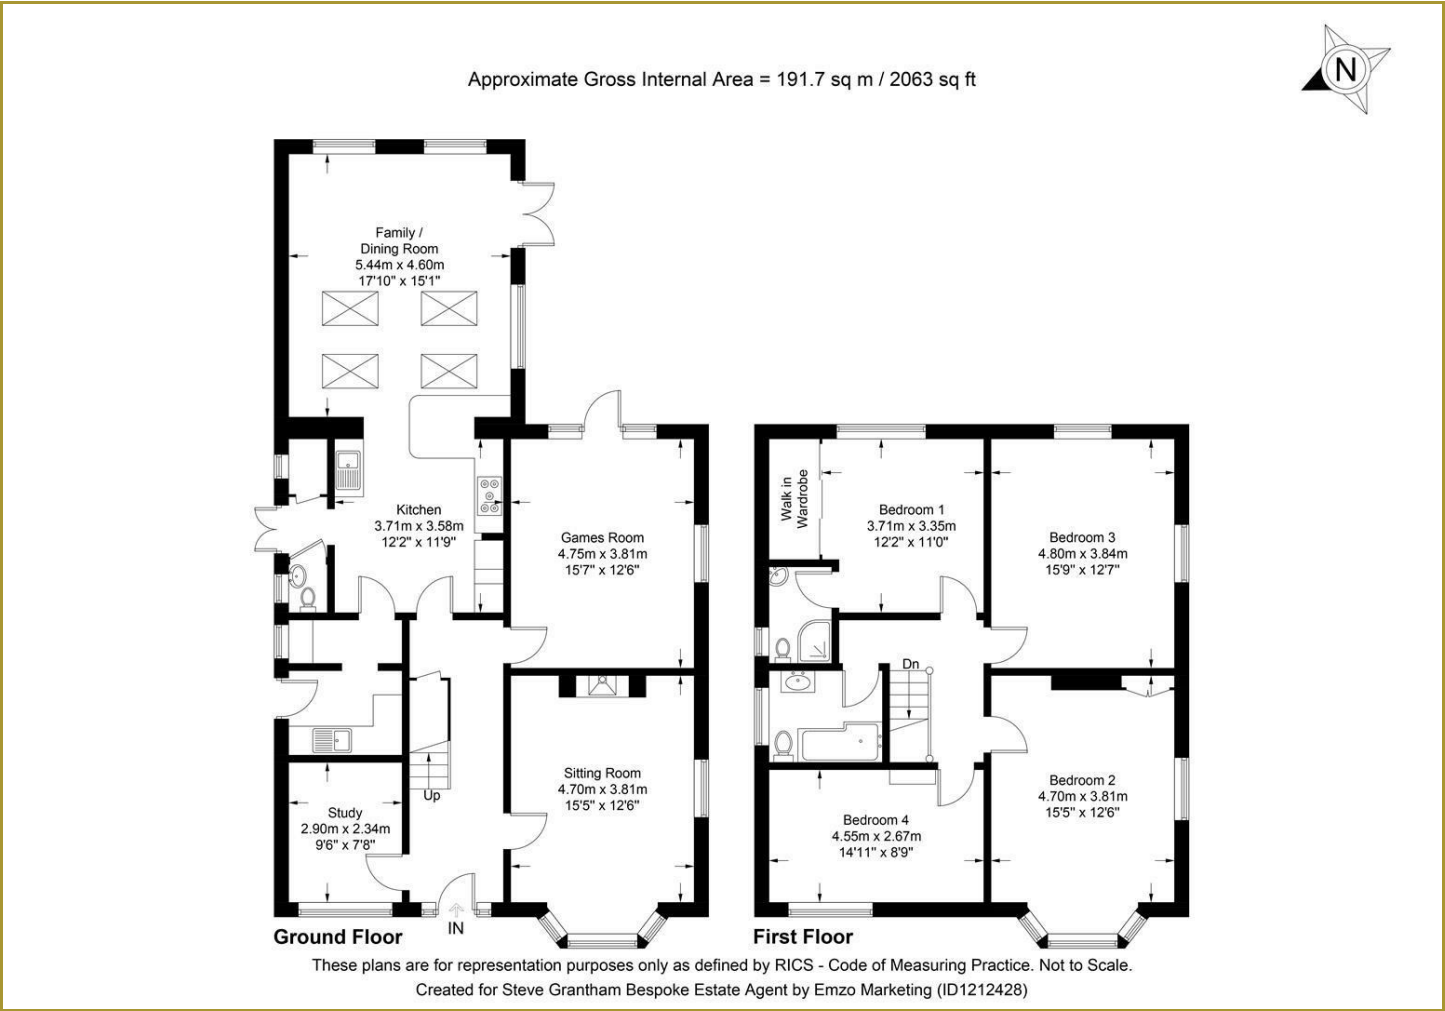 Approximate Gross Internal Area = 191.7 sq m / 2063 sq ft
N
Family /
Dining Room
5.44m x 4.60m
17'10" x 15'1"
Kitchen
3.71m x 3.58m
12'2" x 11'9"
Games Room
4.75m x 3.81m
15'7" x 12'6"
Sitting Room
4.70m x 3.81m
15'5" x 12'6"
Up
Study
2.90m x 2.34m
9'6" x 7'8"
IN
Ground Floor
Walk in
Wardrobe
Bedroom 1
3.71m x 3.35m
12'2" x 11'0"
Bedroom 3
4.80m x 3.84m
15'9" x 12'7"
Dn
Bedroom 2
4.70m x 3.81m
15'5" x 12'6"
Bedroom 4
4.55m x 2.67m
14'11" x 8'9"
First Floor
These plans are for representation purposes only as defined by RICS - Code of Measuring Practice. Not to Scale.
Created for Steve Grantham Bespoke Estate Agent by Emzo Marketing (ID1212428)